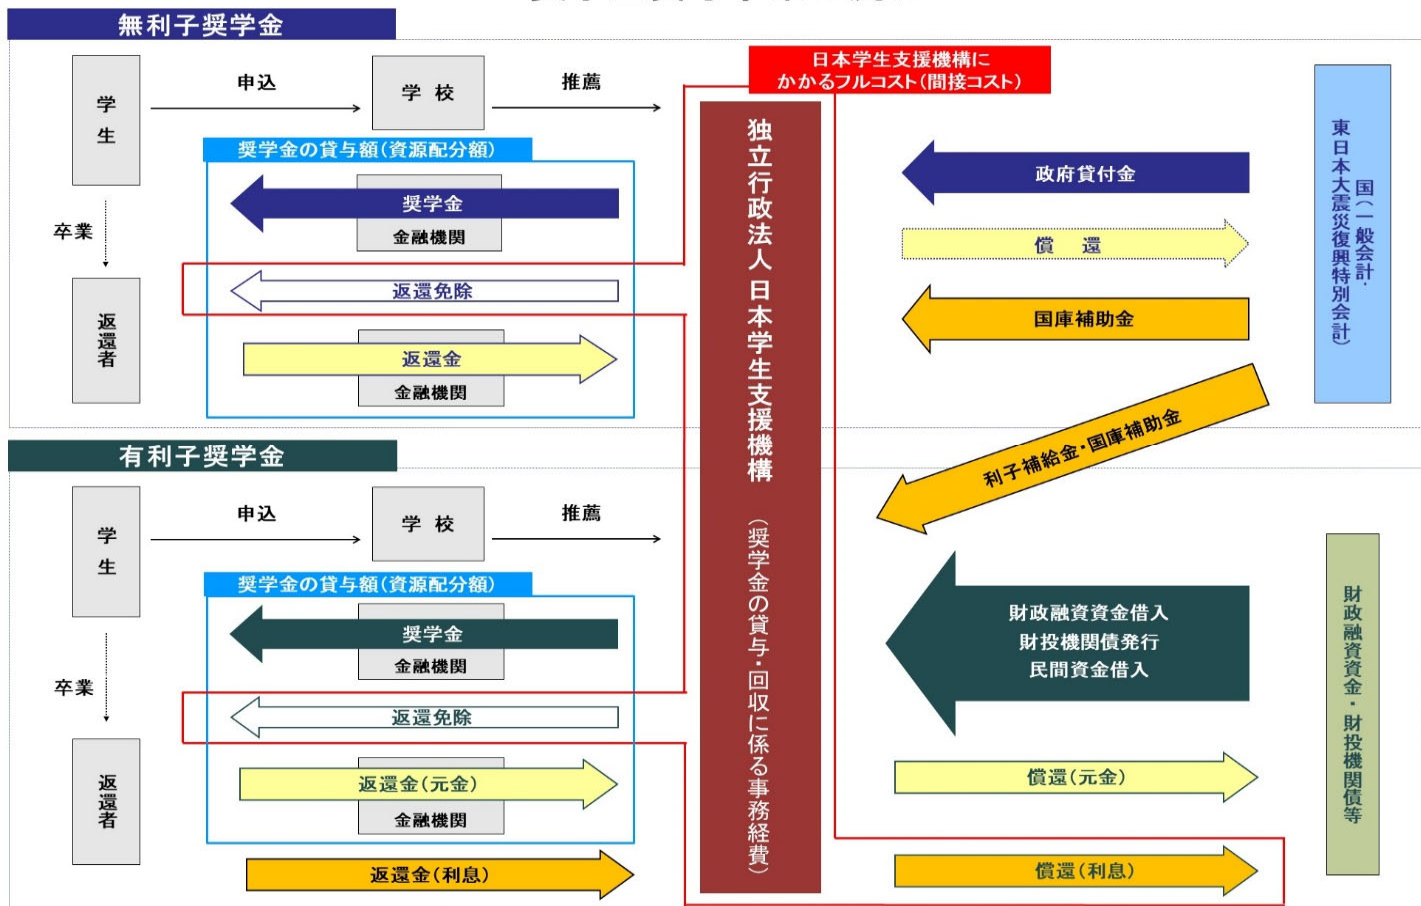 無利子奨学金
学生
申込
学校
推薦
日本学生支援機構に
かかるフルコスト(間接コスト)
奨学金の貸与額(資源配分額)
奨学金
金融機関
卒業
返還免除
返還者
返還金
金融機関
独立行政法人 日本学生支援機構
(奨学金の貸与・回収に係る事務経費)
政府貸付金
償 還
国庫補助金
国(一般会計・
東日本大震災復興特別会計)
利子補給金・国庫補助金
有利子奨学金
学生
申込
学校
推薦
奨学金の貸与額(資源配分額)
奨学金
金融機関
卒業
返還免除
返還者
返還金(元金)
金融機関
返還金(利息)
財政融資資金借入
財投機関債発行
民間資金借入
償還(元金)
償還(利息)
財政融資資金・財投機関債等